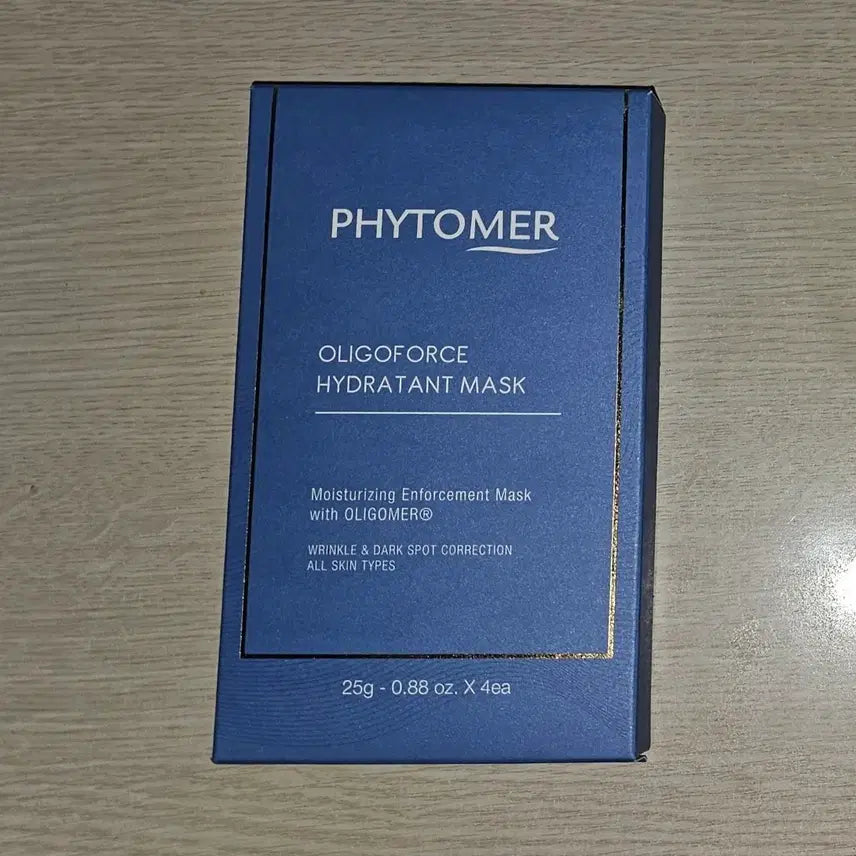 PHYTOMER
OLIGOFORCE
HYDRATANT MASK
Moisturizing Enforcement Mask
with OLIGOMER®
WRINKLE & DARK SPOT CORRECTION
ALL SKIN TYPES
25g - 0.88 oz. X 4ea